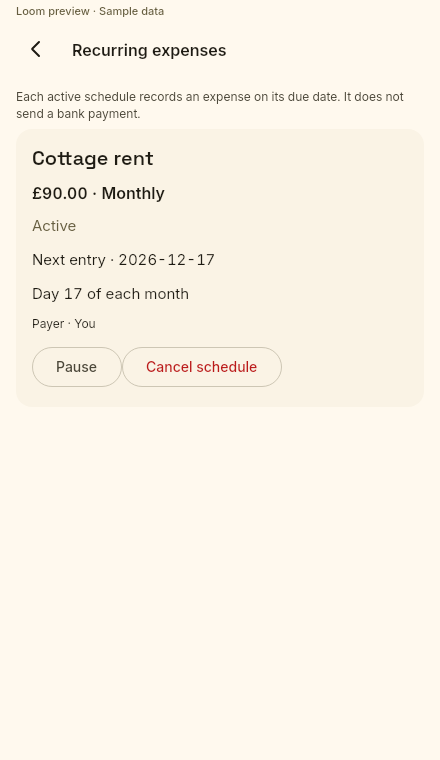 Loom preview · Sample data
Recurring expenses
Each active schedule records an expense on its due date. It does not
send a bank payment.
Cottage rent
£90.00 · Monthly
Active
Next entry · 2026-12-17
Day 17 of each month
Payer · You
Pause
Cancel schedule